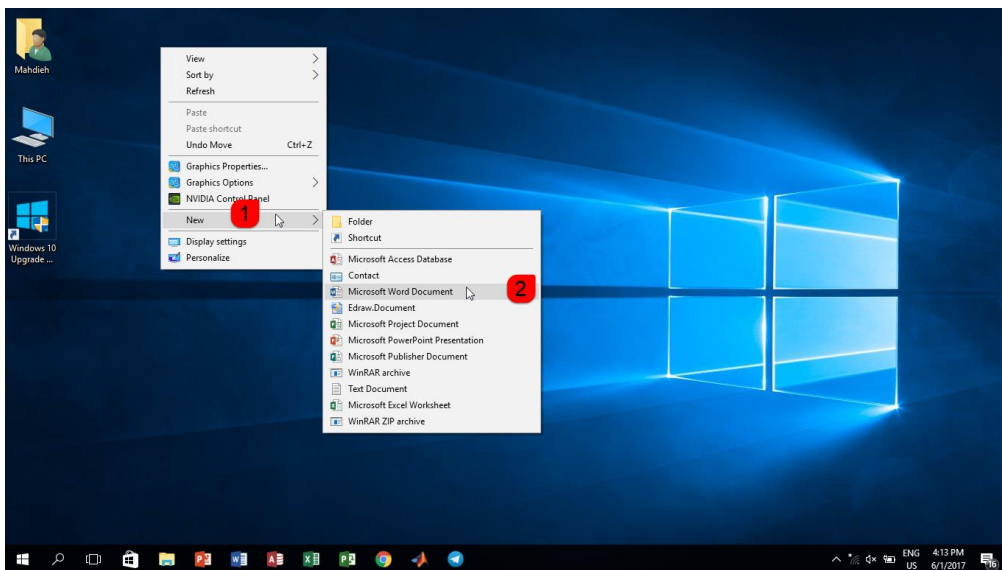 Mahdieh
This PC
Windows 10
Upgrade ...
View
Sort by
Refresh
Paste
Paste shortcut
Undo Move Ctrl+Z
Graphics Properties...
Graphics Options
NVIDIA Control Panel
New 1
Display settings
Personalize
Folder
Shortcut
Microsoft Access Database
Contact
Microsoft Word Document 2
Edraw.Document
Microsoft Project Document
Microsoft PowerPoint Presentation
Microsoft Publisher Document
WinRAR archive
Text Document
Microsoft Excel Worksheet
WinRAR ZIP archive
ENG 4:13 PM
US 6/1/2017
16